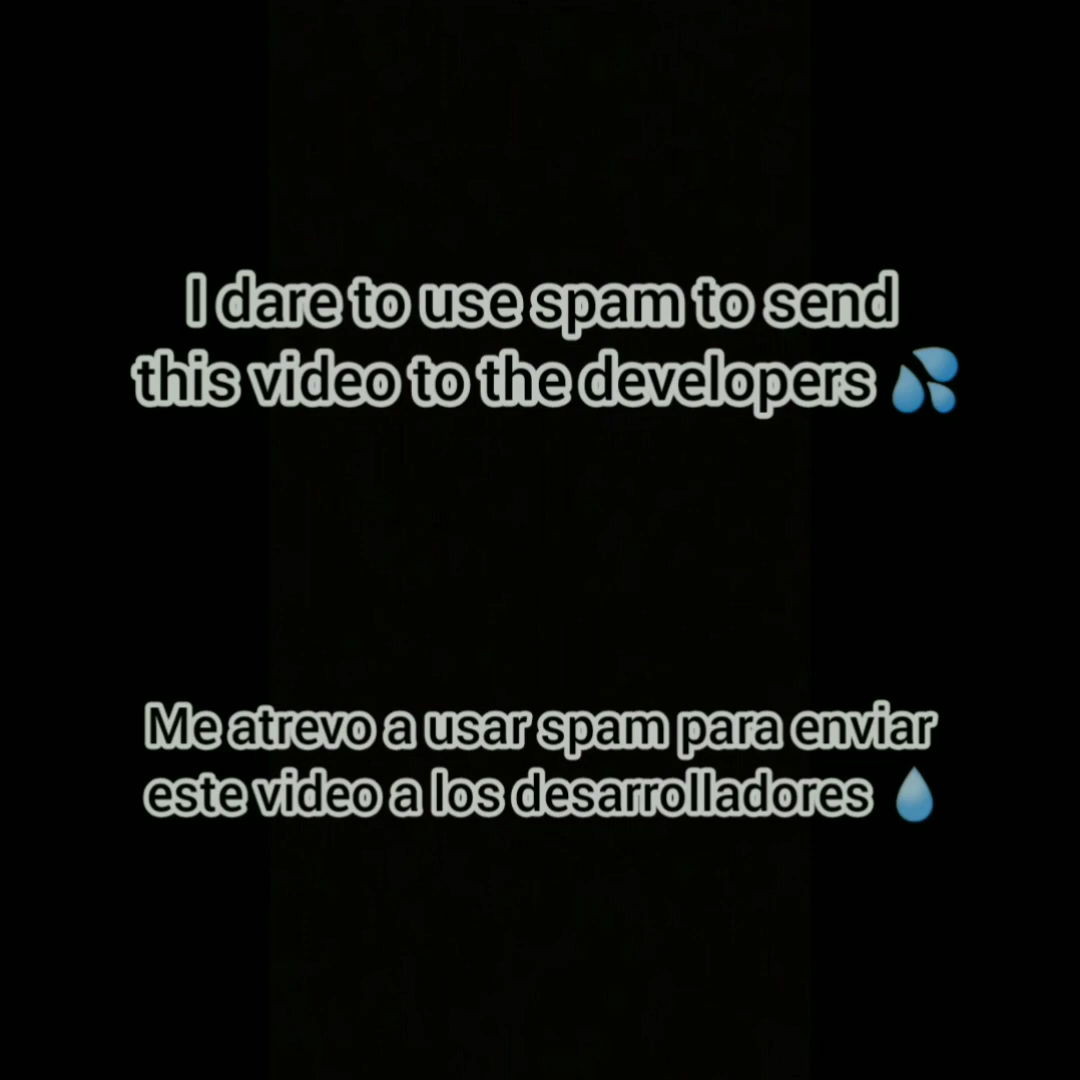 I dare to use spam to send
this video to the developers 💦
Me atrevo a usar spam para enviar
este video a los desarrolladores 💧